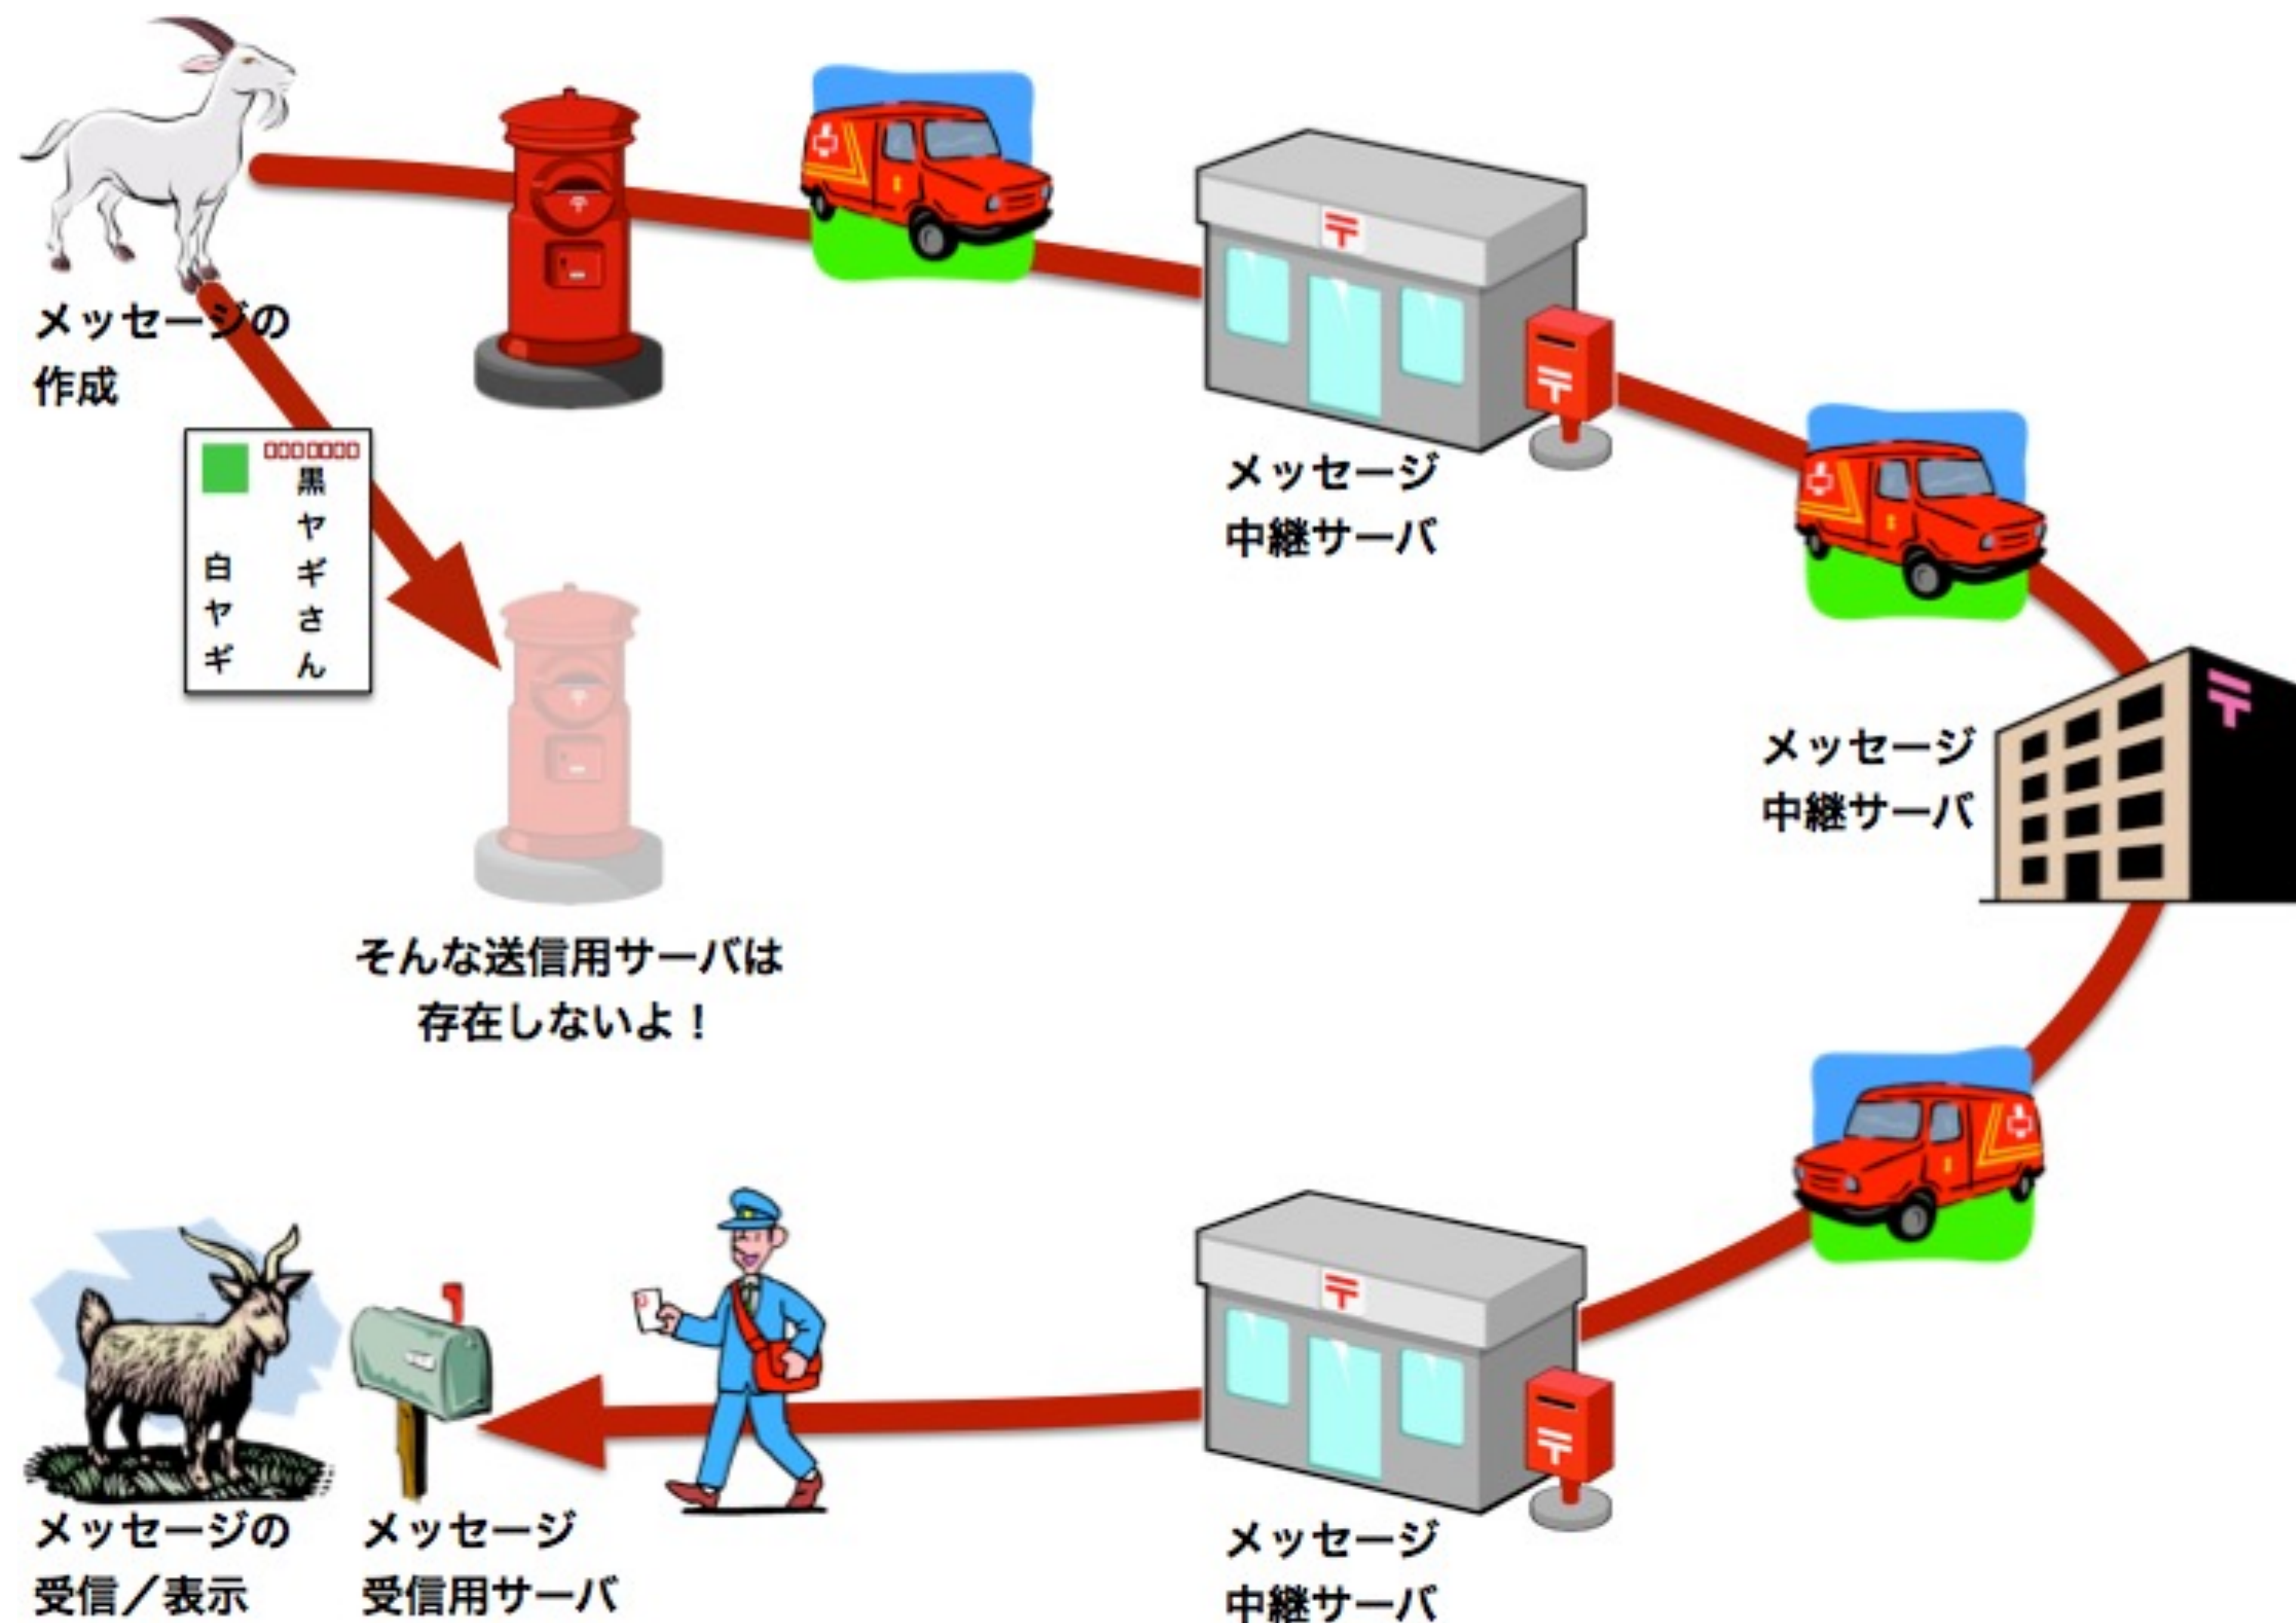 メッセージの
作成
黒ヤギさん
白ヤギ
メッセージ
中継サーバ
メッセージ
中継サーバ
そんな送信用サーバは
存在しないよ！
メッセージの
受信／表示
メッセージ
受信用サーバ
メッセージ
中継サーバ